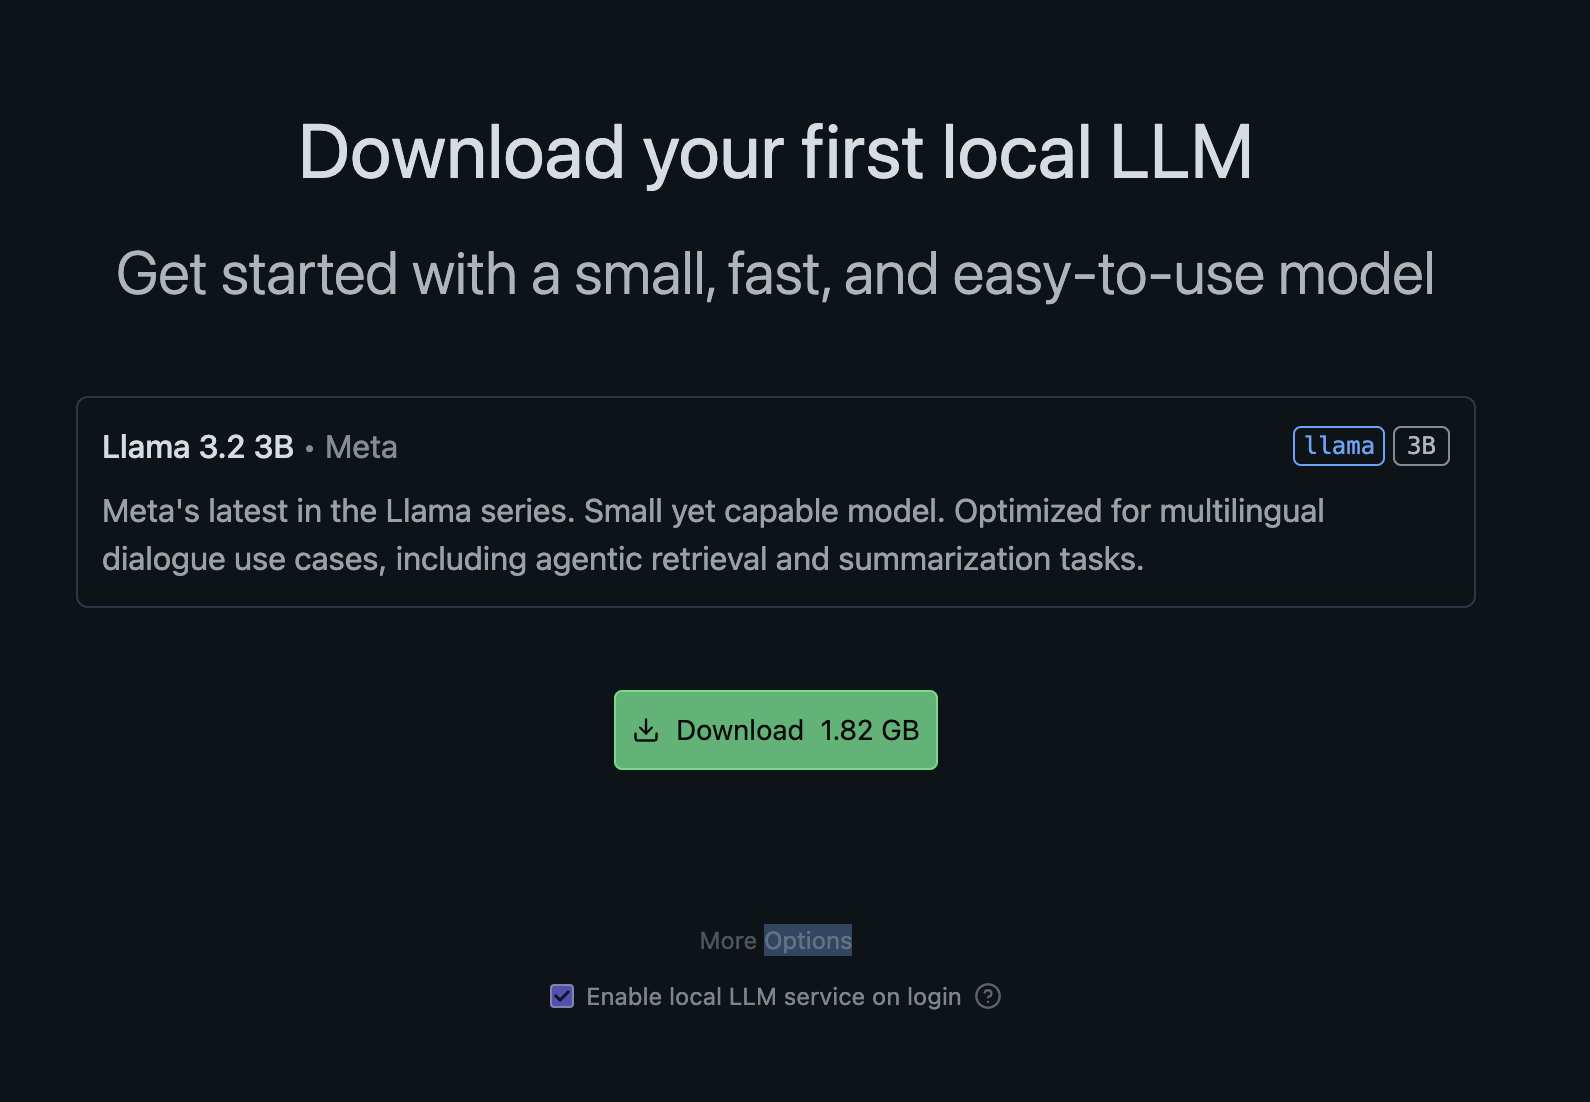 Download your first local LLM
Get started with a small, fast, and easy-to-use model
Llama 3.2 3B • Meta
llama 3B
Meta's latest in the Llama series. Small yet capable model. Optimized for multilingual
dialogue use cases, including agentic retrieval and summarization tasks.
Download 1.82 GB
More Options
Enable local LLM service on login ?